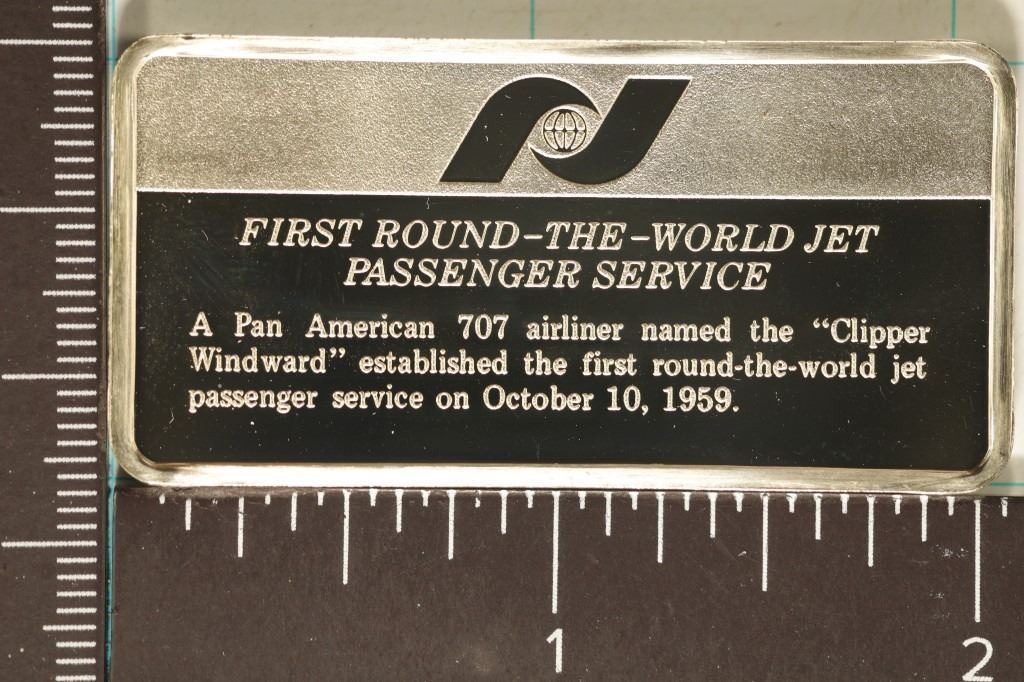 FIRST ROUND-THE-WORLD JET
PASSENGER SERVICE
A Pan American 707 airliner named the “Clipper
Windward” established the first round-the-world jet
passenger service on October 10, 1959.
1
2